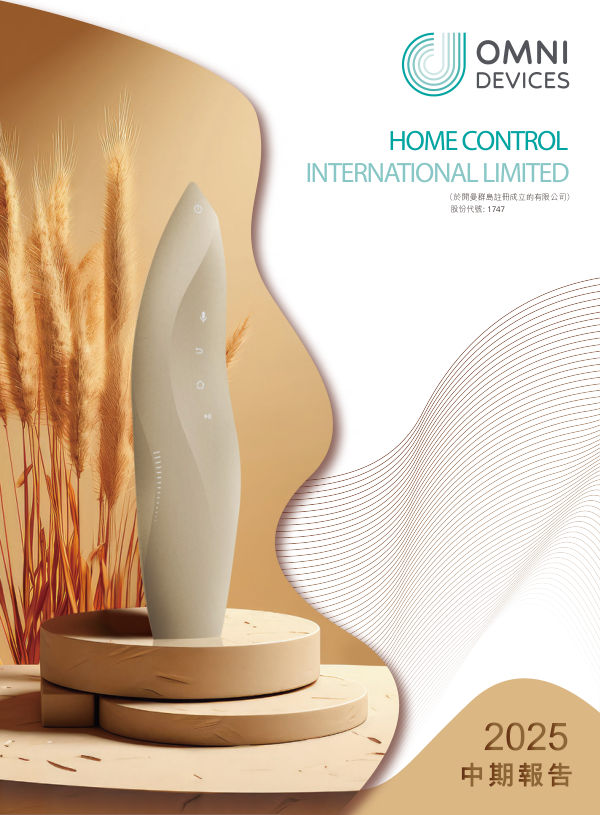 OMNI
DEVICES
HOME CONTROL
INTERNATIONAL LIMITED
(於開曼群島註冊成立的有限公司)
股份代號: 1747
2025
中期報告